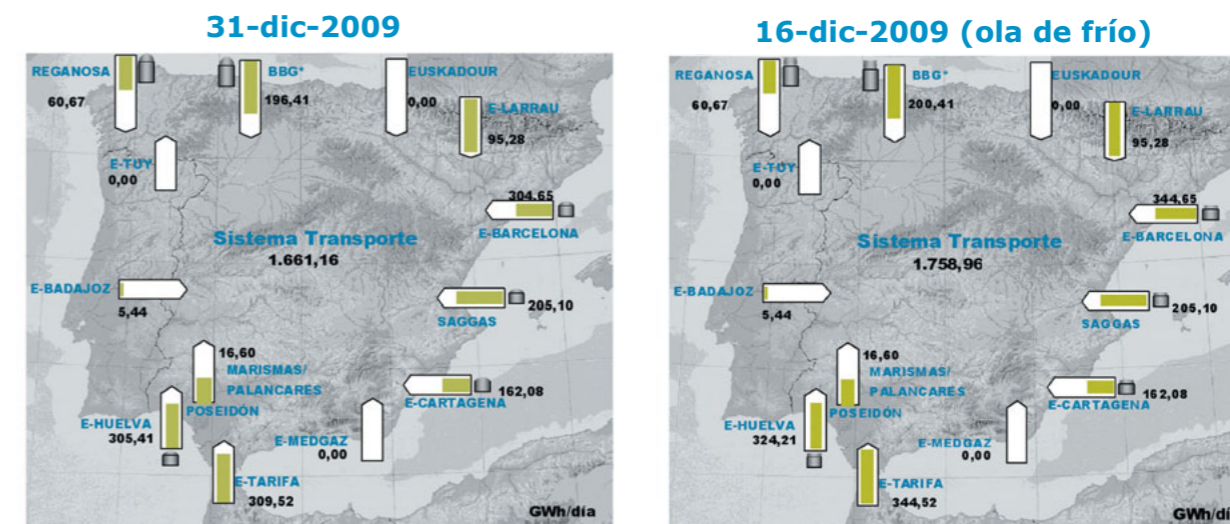 31-dic-2009
REGANOSA
60,67
BBG*
196,41
EUSKADOUR
0,00
E-LARRAU
95,28
E-TUY
0,00
304,65
E-BARCELONA
Sistema Transporte
1.661,16
E-BADAJOZ
5,44
205,10
SAGGAS
16,60
MARISMAS/
PALANCARES
POSEIDÓN
162,08
E-CARTAGENA
E-HUELVA
305,41
E-MEDGAZ
0,00
E-TARIFA
309,52
GWh/día
16-dic-2009 (ola de frío)
REGANOSA
60,67
BBG*
200,41
EUSKADOUR
0,00
E-LARRAU
95,28
E-TUY
0,00
344,65
E-BARCELONA
Sistema Transporte
1.758,96
E-BADAJOZ
5,44
205,10
SAGGAS
16,60
MARISMAS/
PALANCARES
POSEIDÓN
162,08
E-CARTAGENA
E-HUELVA
324,21
E-MEDGAZ
0,00
E-TARIFA
344,52